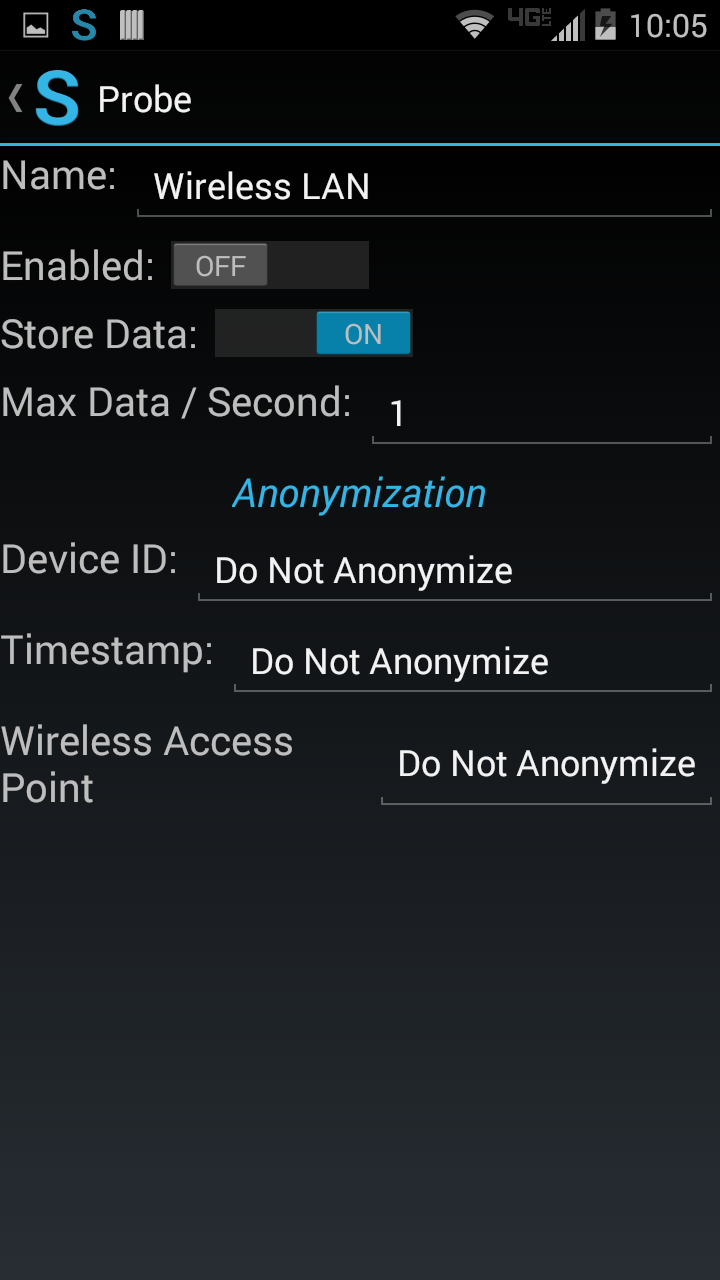 S 4G LTE 10:05
S Probe
Name: Wireless LAN
Enabled: OFF
Store Data: ON
Max Data / Second: 1
Anonymization
Device ID: Do Not Anonymize
Timestamp: Do Not Anonymize
Wireless Access
Point Do Not Anonymize